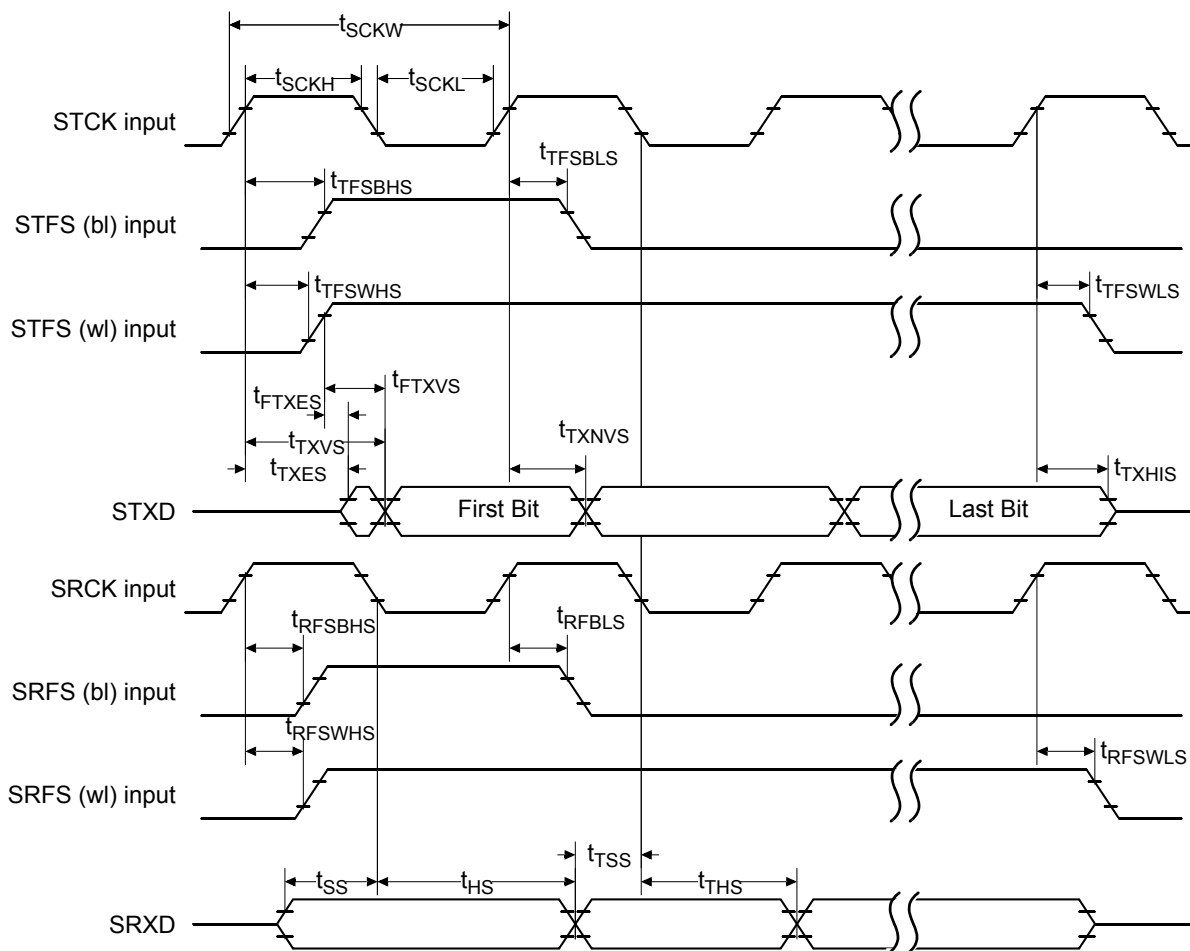 tSCKW
tSCKH
tSCKL
STCK input
tTFSBLS
tTFSBHS
STFS (bl) input
tTFSWHS
tTFSWLS
STFS (wl) input
tFTXVS
tFTXES
tTXVS
tTXNVS
tTXES
tTXHIS
STXD
First Bit
Last Bit
SRCK input
tRFSBHS
tRFBLS
SRFS (bl) input
tRFSWHS
tRFSWLS
SRFS (wl) input
tTSS
tSS
tHS
tTHS
SRXD